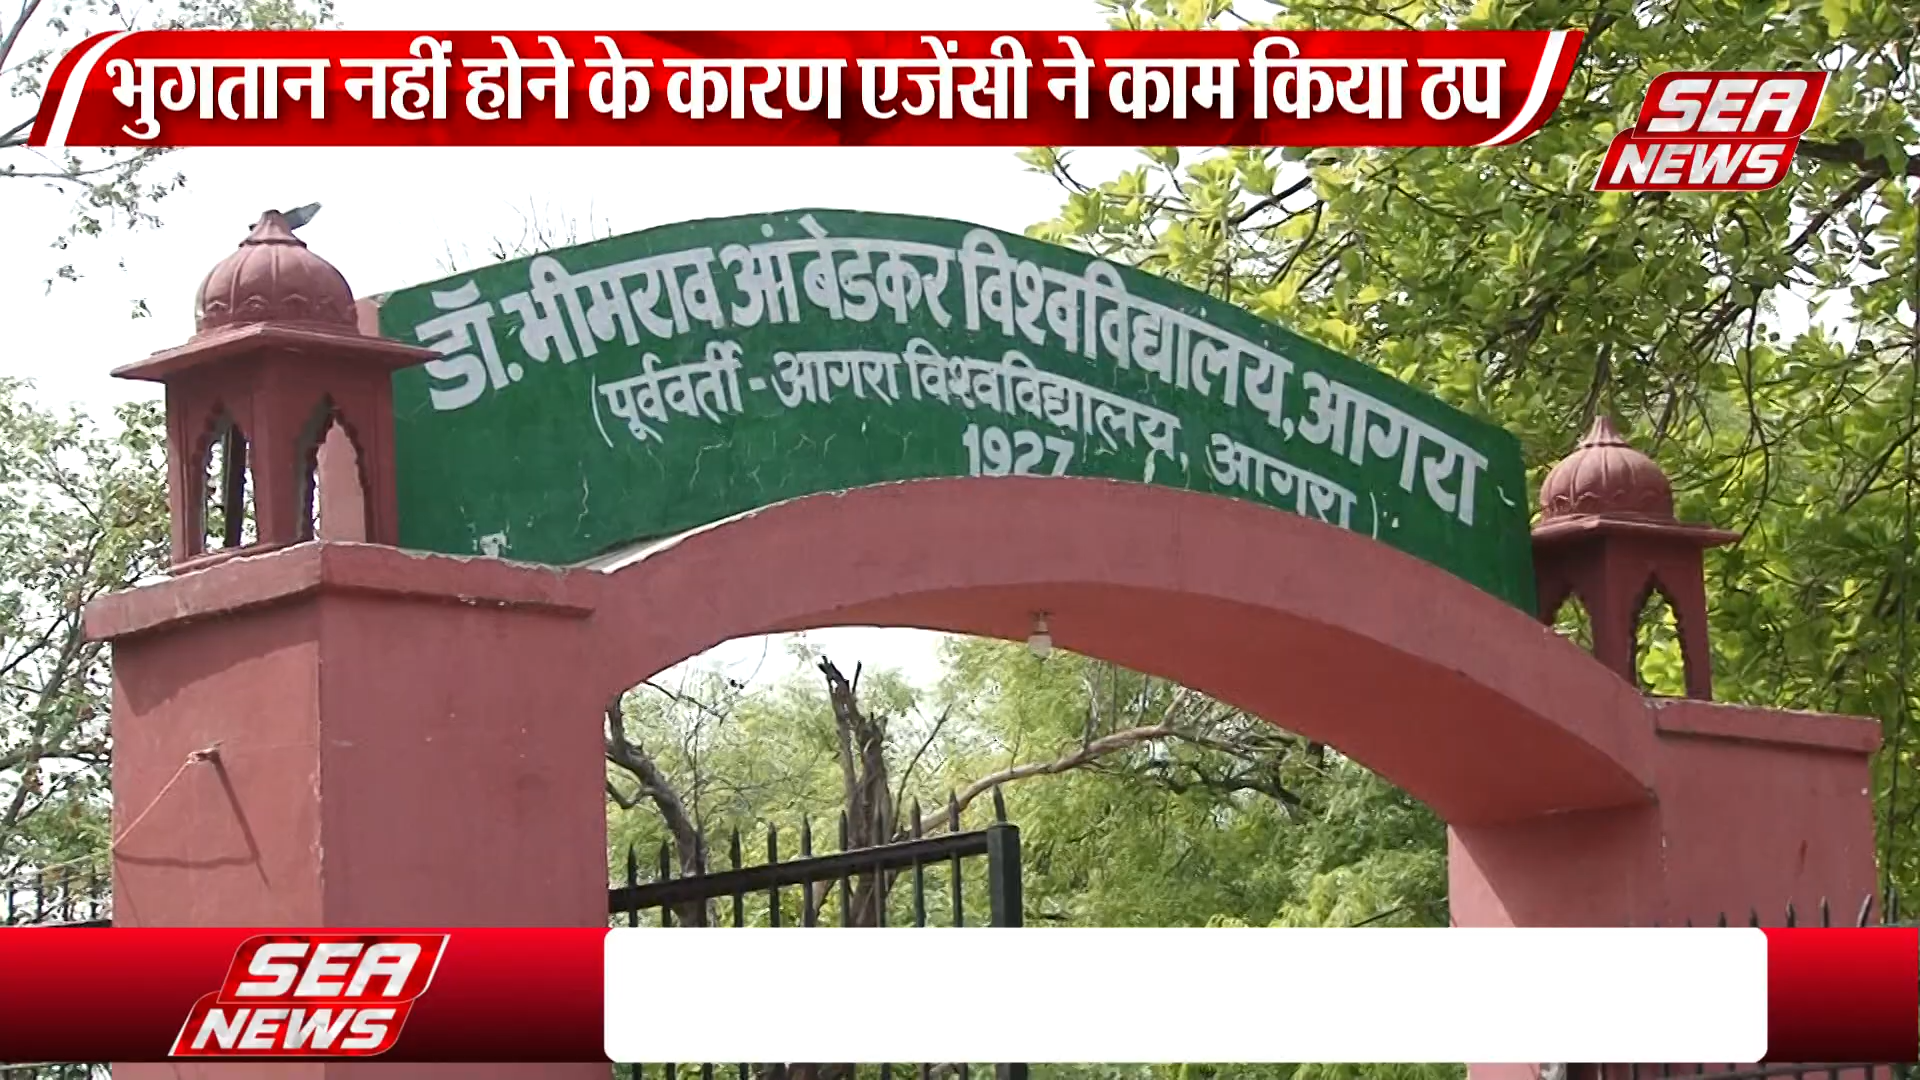 भुगतान नहीं होने के कारण एजेंसी ने काम किया ठप
SEA
NEWS
डॉ. भीमराव आंबेडकर विश्वविद्यालय, आगरा
(पूर्ववर्ती - आगरा विश्वविद्यालय, आगरा)
1927
SEA
NEWS